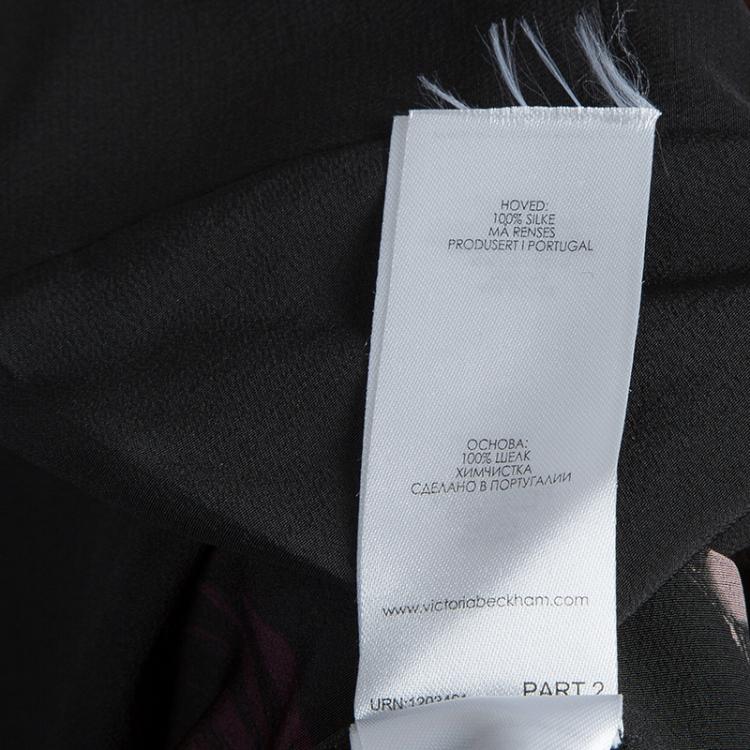 HOVED:
100% SILKE
MÅ RENSES
PRODUSERT I PORTUGAL
ОСНОВА:
100% ШЕЛК
ХИМЧИСТКА
СДЕЛАНО В ПОРТУГАЛИИ
www.victoriabeckham.com
PART 2